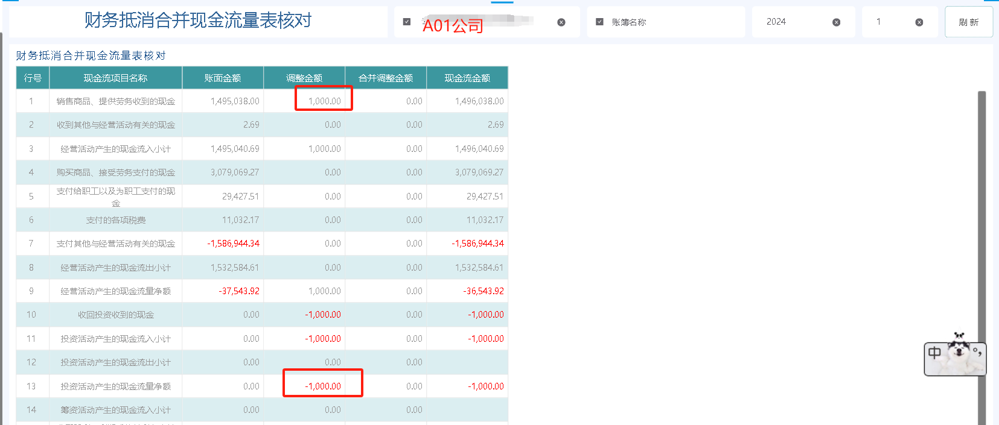 财务抵消合并现金流量表核对
A01公司
账簿名称
2024
1
刷新
财务抵消合并现金流量表核对
行号 现金流项目名称 账面金额 调整金额 合并调整金额 现金流金额
1 销售商品、提供劳务收到的现金 1,495,038.00 1,000.00 0.00 1,496,038.00
2 收到其他与经营活动有关的现金 2.69 0.00 0.00 2.69
3 经营活动产生的现金流入小计 1,495,040.69 1,000.00 0.00 1,496,040.69
4 购买商品、接受劳务支付的现金 3,079,069.27 0.00 0.00 3,079,069.27
5 支付给职工以及为职工支付的现金 29,427.51 0.00 0.00 29,427.51
6 支付的各项税费 11,032.17 0.00 0.00 11,032.17
7 支付其他与经营活动有关的现金 -1,586,944.34 0.00 0.00 -1,586,944.34
8 经营活动产生的现金流出小计 1,532,584.61 0.00 0.00 1,532,584.61
9 经营活动产生的现金流量净额 -37,543.92 1,000.00 0.00 -36,543.92
10 收回投资收到的现金 0.00 -1,000.00 0.00 -1,000.00
11 投资活动产生的现金流入小计 0.00 -1,000.00 0.00 -1,000.00
12 投资活动产生的现金流出小计 0.00 0.00 0.00
13 投资活动产生的现金流量净额 0.00 -1,000.00 0.00 -1,000.00
14 筹资活动产生的现金流入小计 0.00 0.00 0.00
中 °,